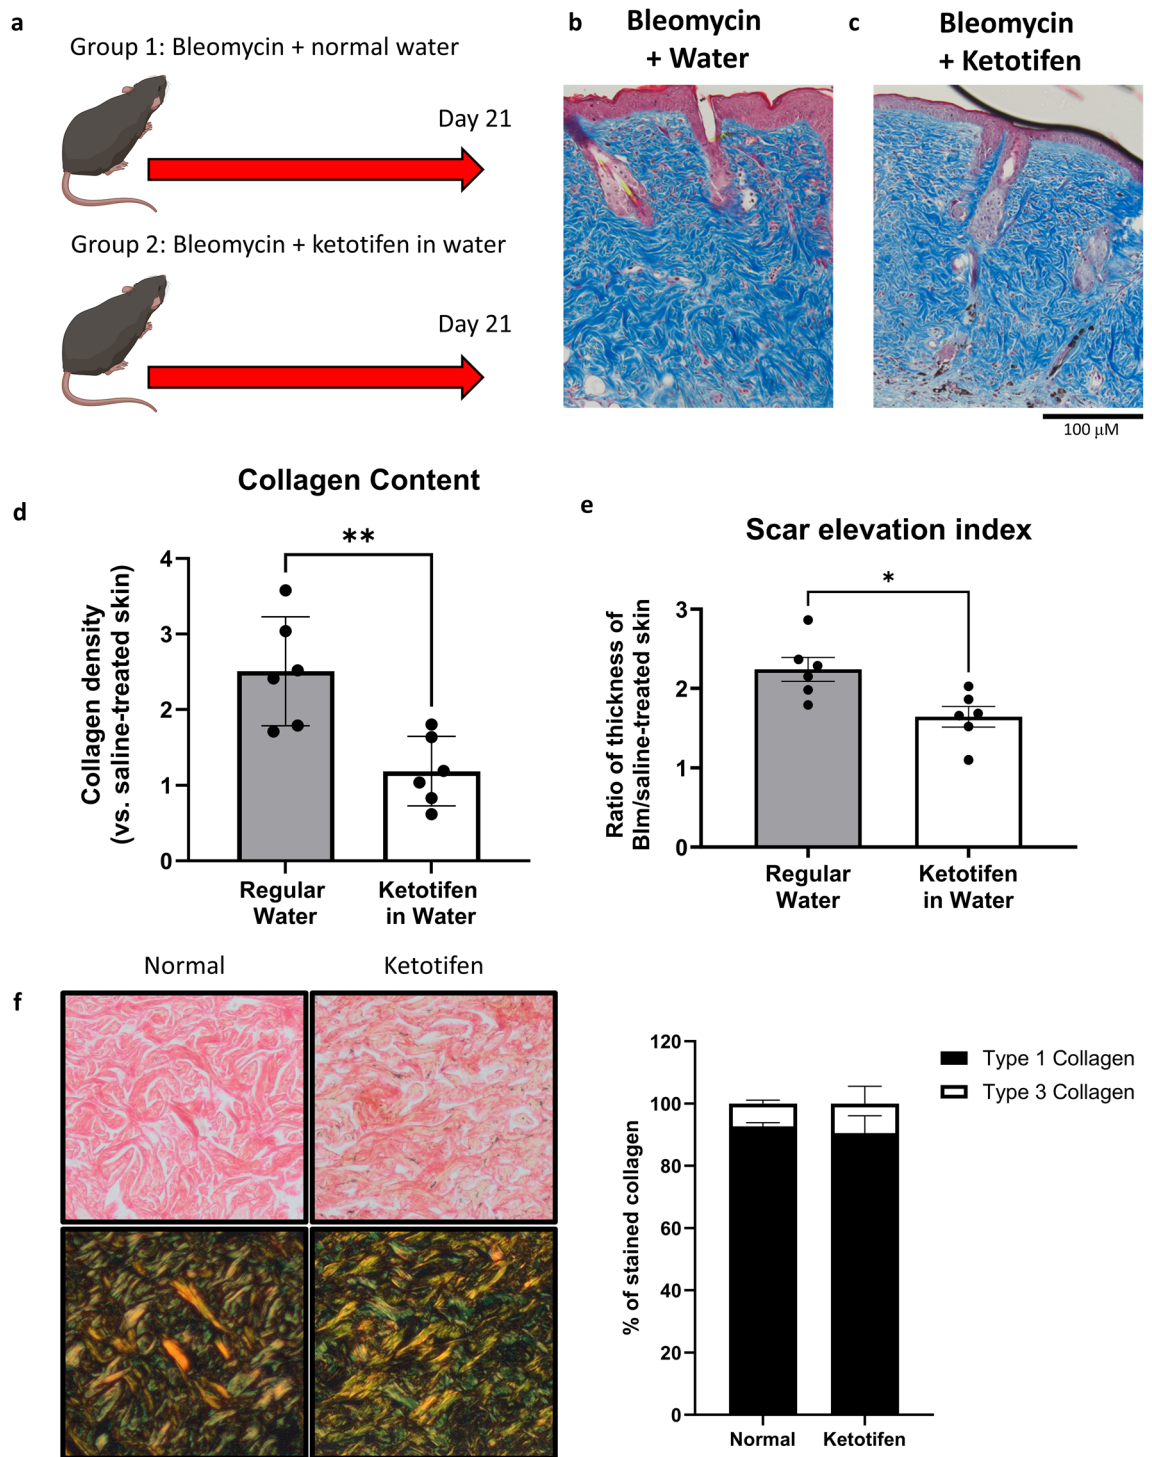 a
Group 1: Bleomycin + normal water
Day 21
Group 2: Bleomycin + ketotifen in water
Day 21
b
Bleomycin
+ Water
c
Bleomycin
+ Ketotifen
100 μM
d
Collagen Content
**
Collagen density
(vs. saline-treated skin)
4
3
2
1
0
Regular
Water
Ketotifen
in Water
e
Scar elevation index
*
Ratio of thickness of
Blm/saline-treated skin
3
2
1
0
Regular
Water
Ketotifen
in Water
f
Normal
Ketotifen
% of stained collagen
120
100
80
60
40
20
0
Normal
Ketotifen
Type 1 Collagen
Type 3 Collagen